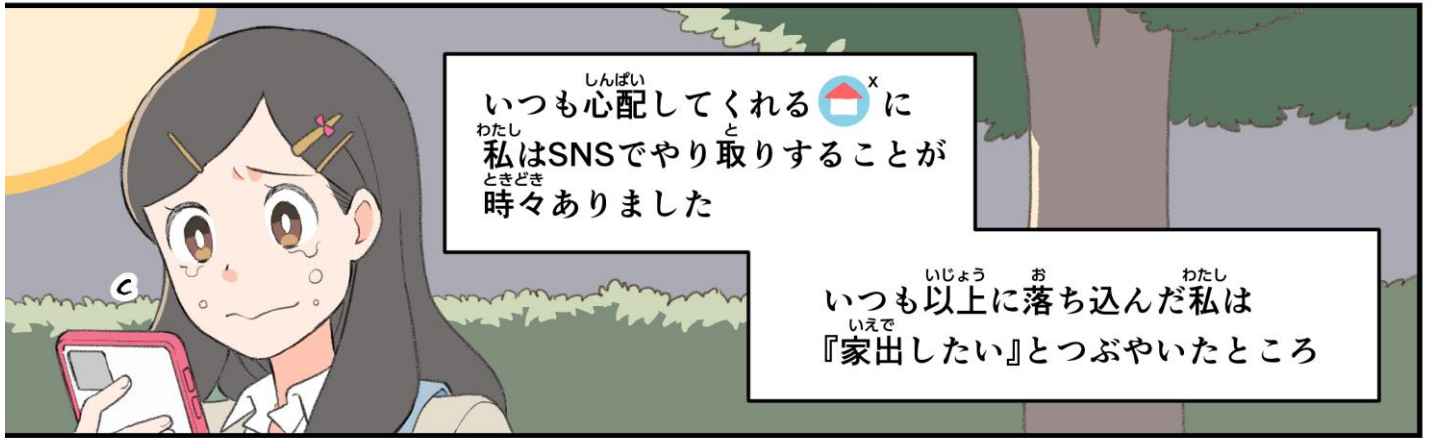 いつも心配してくれる x に
私はSNSでやり取りすることが
時々ありました
いつも以上に落ち込んだ私は
『家出したい』とつぶやいたところ